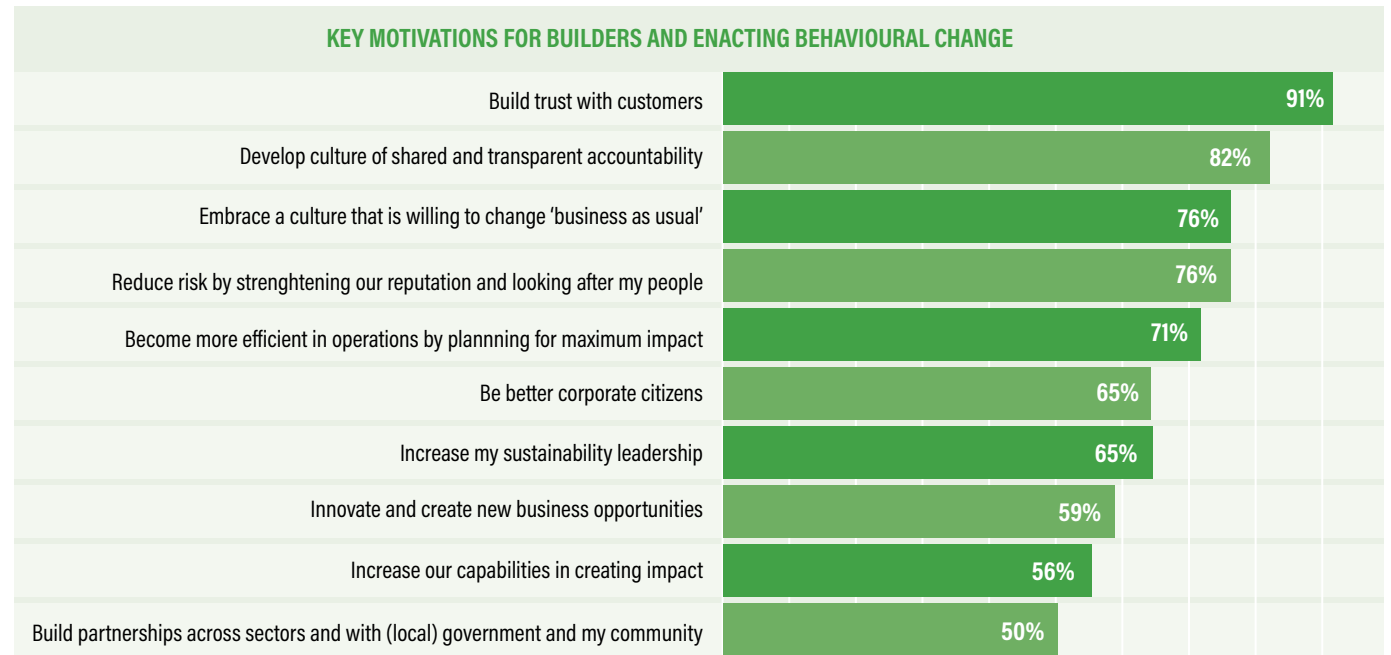 KEY MOTIVATIONS FOR BUILDERS AND ENACTING BEHAVIOURAL CHANGE
Build trust with customers 91%
Develop culture of shared and transparent accountability 82%
Embrace a culture that is willing to change ‘business as usual’ 76%
Reduce risk by strenghtening our reputation and looking after my people 76%
Become more efficient in operations by plannning for maximum impact 71%
Be better corporate citizens 65%
Increase my sustainability leadership 65%
Innovate and create new business opportunities 59%
Increase our capabilities in creating impact 56%
Build partnerships across sectors and with (local) government and my community 50%